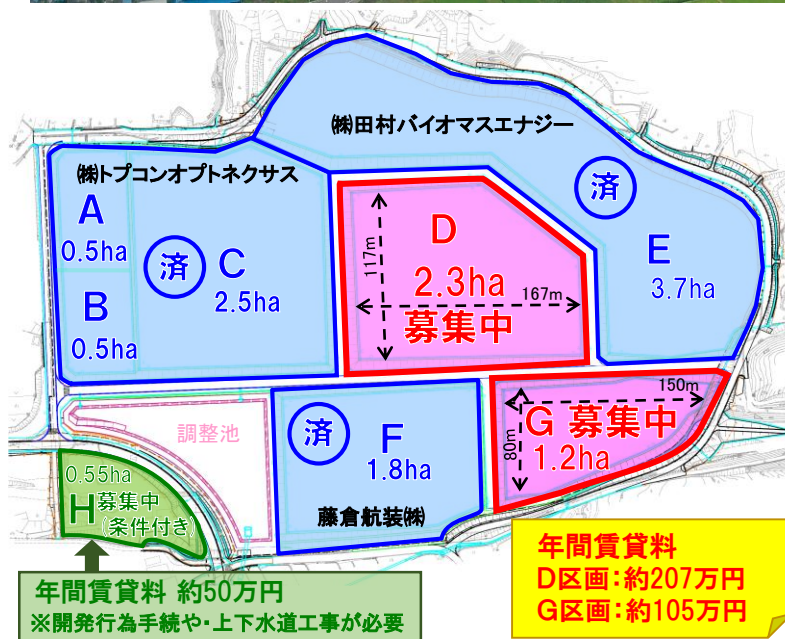 ㈱田村バイオマスエナジー
㈱トプコンオプトネクサス
済
A
0.5ha
B
0.5ha
済
C
2.5ha
D
2.3ha
募集中
117m
167m
E
3.7ha
調整池
済
F
1.8ha
藤倉航装㈱
150m
80m
G 募集中
1.2ha
0.55ha
H 募集中
(条件付き)
年間賃貸料 約50万円
※開発行為手続や・上下水道工事が必要
年間賃貸料
D区画：約207万円
G区画：約105万円